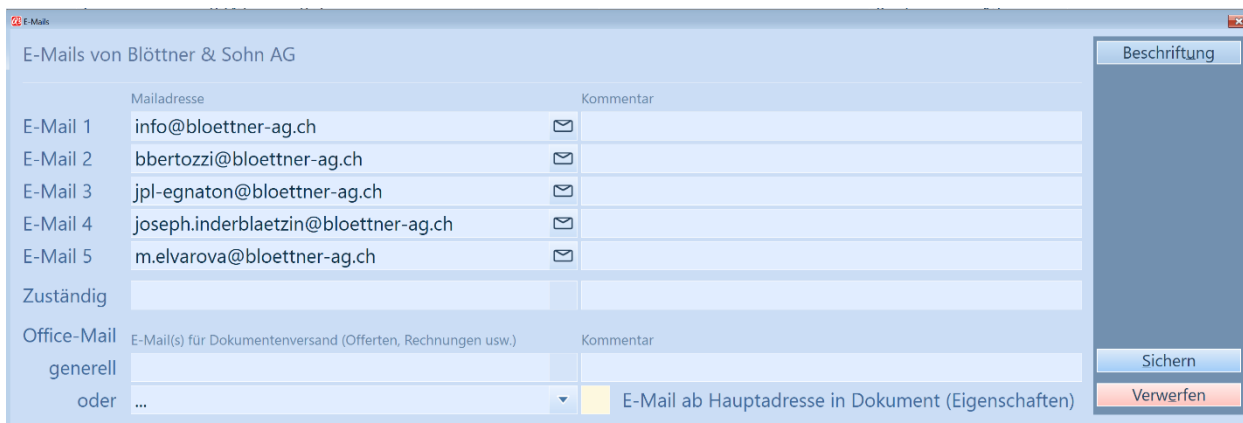 E-Mails
E-Mails von Blöttner & Sohn AG
Beschriftung
Mailadresse Kommentar
E-Mail 1 info@bloettner-ag.ch
E-Mail 2 bbertozzi@bloettner-ag.ch
E-Mail 3 jpl-egnaton@bloettner-ag.ch
E-Mail 4 joseph.inderblaetzin@bloettner-ag.ch
E-Mail 5 m.elvarova@bloettner-ag.ch
Zuständig
Office-Mail E-Mail(s) für Dokumentenversand (Offerten, Rechnungen usw.) Kommentar
generell
Sichern
oder ... E-Mail ab Hauptadresse in Dokument (Eigenschaften)
Verwerfen